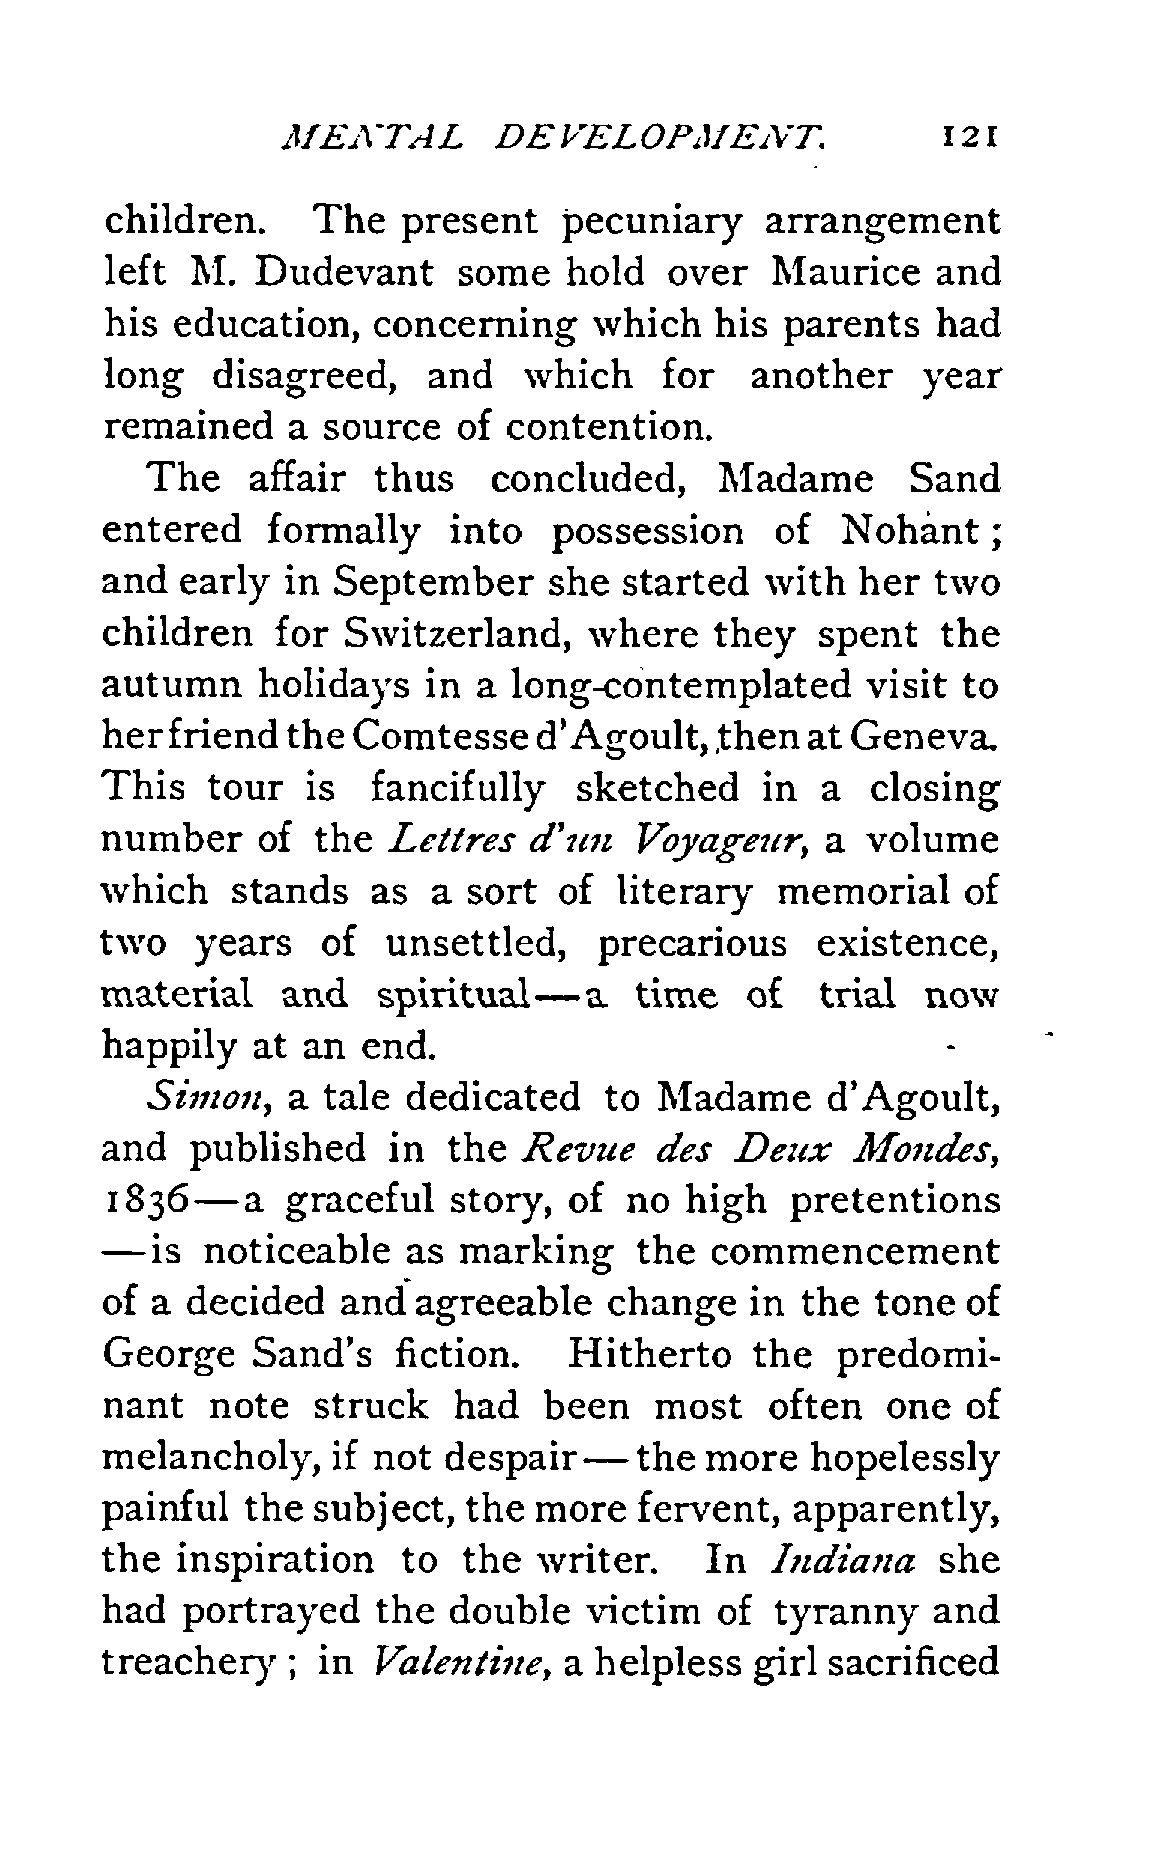 MENTAL DEVELOPMENT. 121
children. The present pecuniary arrangement
left M. Dudevant some hold over Maurice and
his education, concerning which his parents had
long disagreed, and which for another year
remained a source of contention.
The affair thus concluded, Madame Sand
entered formally into possession of Nohant ;
and early in September she started with her two
children for Switzerland, where they spent the
autumn holidays in a long-contemplated visit to
her friend the Comtesse d'Agoult, then at Geneva.
This tour is fancifully sketched in a closing
number of the Lettres d'un Voyageur, a volume
which stands as a sort of literary memorial of
two years of unsettled, precarious existence,
material and spiritual—a time of trial now
happily at an end.
Simon, a tale dedicated to Madame d'Agoult,
and published in the Revue des Deux Mondes,
1836—a graceful story, of no high pretentions
—is noticeable as marking the commencement
of a decided and agreeable change in the tone of
George Sand's fiction. Hitherto the predomi-
nant note struck had been most often one of
melancholy, if not despair—the more hopelessly
painful the subject, the more fervent, apparently,
the inspiration to the writer. In Indiana she
had portrayed the double victim of tyranny and
treachery ; in Valentine, a helpless girl sacrificed